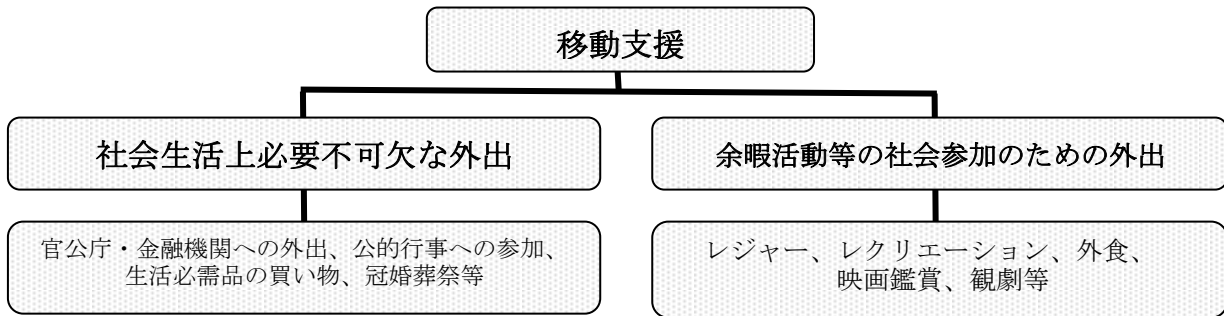 移動支援
社会生活上必要不可欠な外出
余暇活動等の社会参加のための外出
官公庁・金融機関への外出、公的行事への参加、
生活必需品の買い物、冠婚葬祭等
レジャー、レクリエーション、外食、
映画鑑賞、観劇等